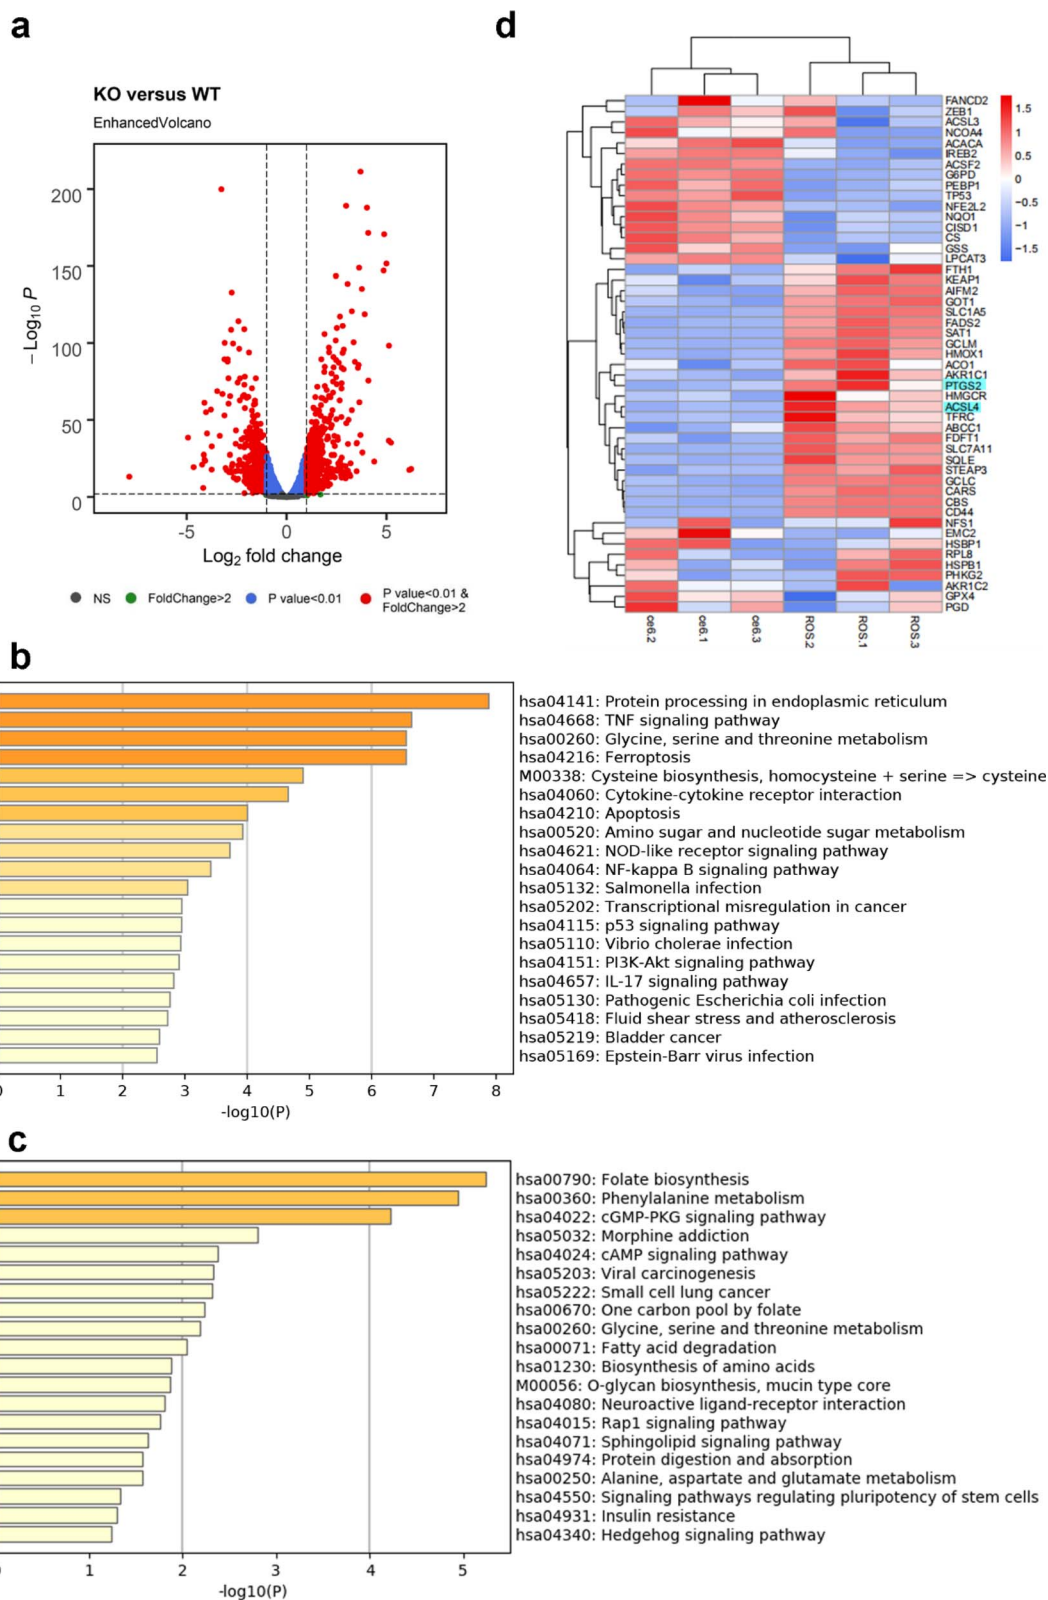 a
KO versus WT
EnhancedVolcano
200
150
100
50
0
− Log10 P
-5
0
5
Log2 fold change
NS
FoldChange>2
P value<0.01
P value<0.01 &
FoldChange>2
d
FANCD2
ZEB1
ACSL3
NCOA4
ACACA
IREB2
ACSF2
G6PD
PEBP1
TP53
NFE2L2
NQO1
CISD1
CS
GSS
LPCAT3
FTH1
KEAP1
AIFM2
GOT1
SLC1A5
FADS2
SAT1
GCLM
HMOX1
ACO1
AKR1C1
PTGS2
HMGCR
ACSL4
TFRC
ABCC1
FDFT1
SLC7A11
SQLE
STEAP3
GCLC
CARS
CBS
CD44
NFS1
EMC2
HSBP1
RPL8
HSPB1
PHKG2
AKR1C2
GPX4
PGD
1.5
1
0.5
0
−0.5
−1
−1.5
ce6.2
ce6.1
ce6.3
ROS.2
ROS.1
ROS.3
b
hsa04141: Protein processing in endoplasmic reticulum
hsa04668: TNF signaling pathway
hsa00260: Glycine, serine and threonine metabolism
hsa04216: Ferroptosis
M00338: Cysteine biosynthesis, homocysteine + serine => cysteine
hsa04060: Cytokine-cytokine receptor interaction
hsa04210: Apoptosis
hsa00520: Amino sugar and nucleotide sugar metabolism
hsa04621: NOD-like receptor signaling pathway
hsa04064: NF-kappa B signaling pathway
hsa05132: Salmonella infection
hsa05202: Transcriptional misregulation in cancer
hsa04115: p53 signaling pathway
hsa05110: Vibrio cholerae infection
hsa04151: PI3K-Akt signaling pathway
hsa04657: IL-17 signaling pathway
hsa05130: Pathogenic Escherichia coli infection
hsa05418: Fluid shear stress and atherosclerosis
hsa05219: Bladder cancer
hsa05169: Epstein-Barr virus infection
0 1 2 3 4 5 6 7 8
-log10(P)
c
hsa00790: Folate biosynthesis
hsa00360: Phenylalanine metabolism
hsa04022: cGMP-PKG signaling pathway
hsa05032: Morphine addiction
hsa04024: cAMP signaling pathway
hsa05203: Viral carcinogenesis
hsa05222: Small cell lung cancer
hsa00670: One carbon pool by folate
hsa00260: Glycine, serine and threonine metabolism
hsa00071: Fatty acid degradation
hsa01230: Biosynthesis of amino acids
M00056: O-glycan biosynthesis, mucin type core
hsa04080: Neuroactive ligand-receptor interaction
hsa04015: Rap1 signaling pathway
hsa04071: Sphingolipid signaling pathway
hsa04974: Protein digestion and absorption
hsa00250: Alanine, aspartate and glutamate metabolism
hsa04550: Signaling pathways regulating pluripotency of stem cells
hsa04931: Insulin resistance
hsa04340: Hedgehog signaling pathway
1 2 3 4 5
-log10(P)